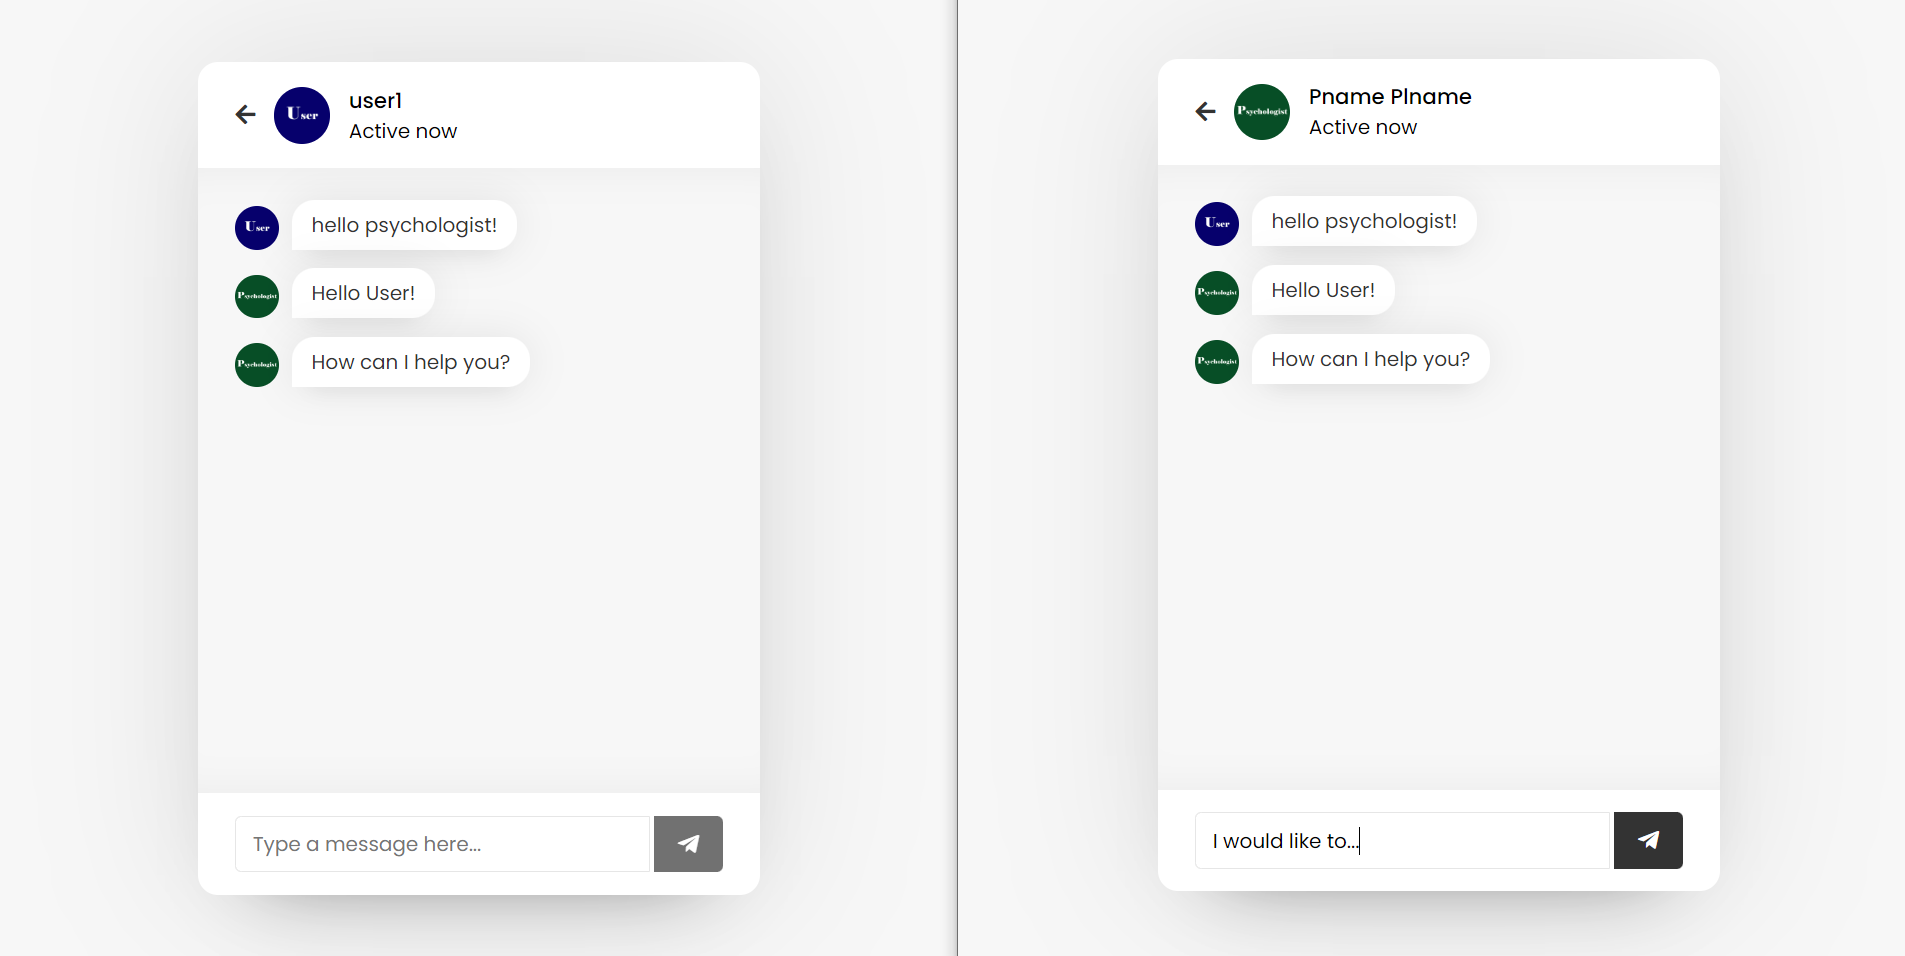 User
user1
Active now
User
hello psychologist!
Psychologist
Hello User!
Psychologist
How can I help you?
Type a message here...
Psychologist
Pname Plname
Active now
User
hello psychologist!
Psychologist
Hello User!
Psychologist
How can I help you?
I would like to...